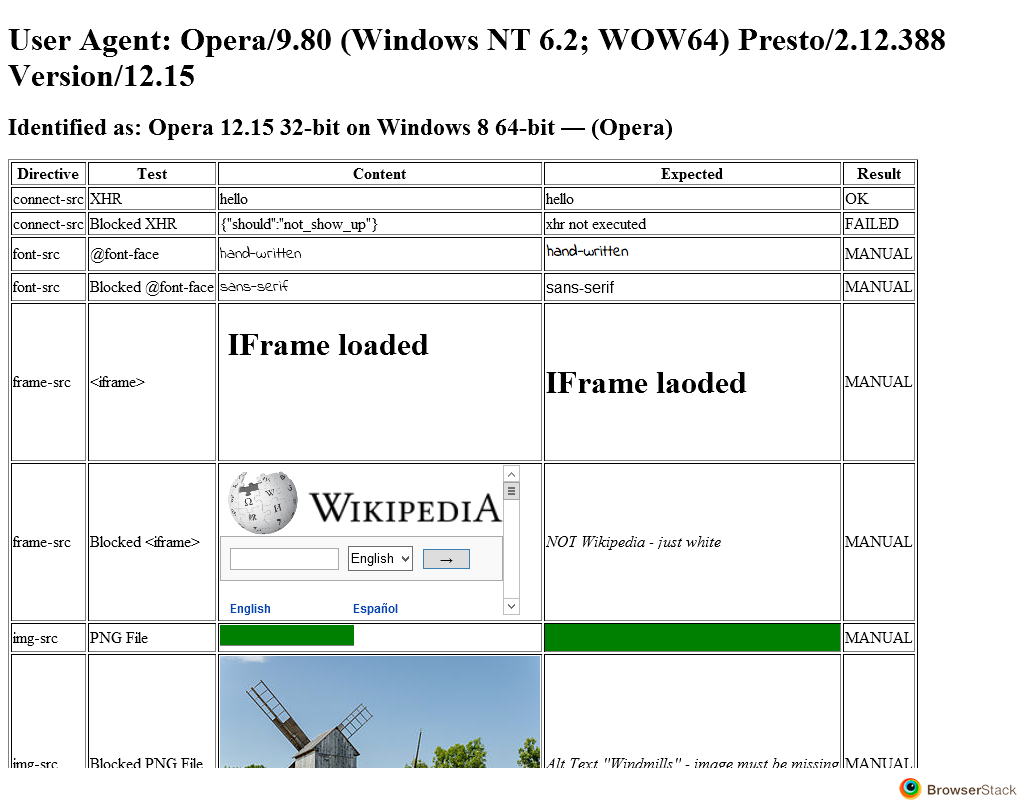 User Agent: Opera/9.80 (Windows NT 6.2; WOW64) Presto/2.12.388
Version/12.15
Identified as: Opera 12.15 32-bit on Windows 8 64-bit — (Opera)
Directive Test Content Expected Result
connect-src XHR hello hello OK
connect-src Blocked XHR {"should":"not_show_up"} xhr not executed FAILED
font-src @font-face hand-written hand-written MANUAL
font-src Blocked @font-face sans-serif sans-serif MANUAL
frame-src <iframe> IFrame loaded IFrame laoded MANUAL
frame-src Blocked <iframe> WIKIPEDIA NOT Wikipedia - just white MANUAL
English →
English Español
img-src PNG File MANUAL
img-src Blocked PNG File Alt Text "Windmills" - image must be missing MANUAL
BrowserStack